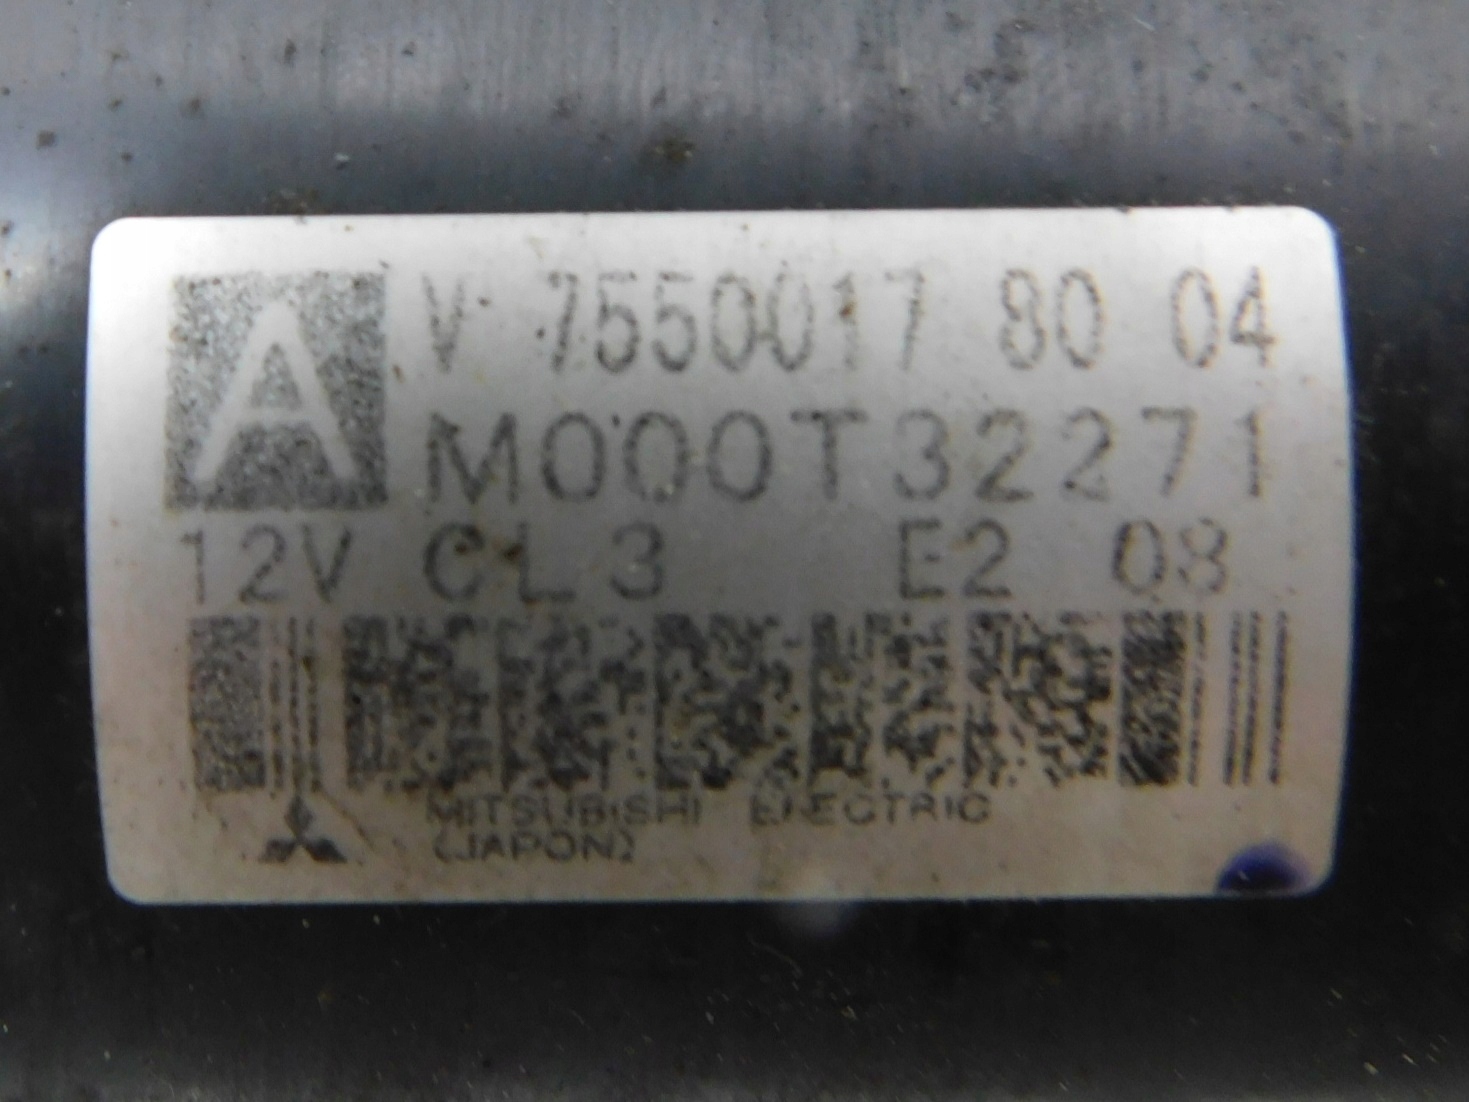 A
V 7550017 80 04
M000T32271
12V CL3 E2 08
MITSUBISHI ELECTRIC
(JAPON)